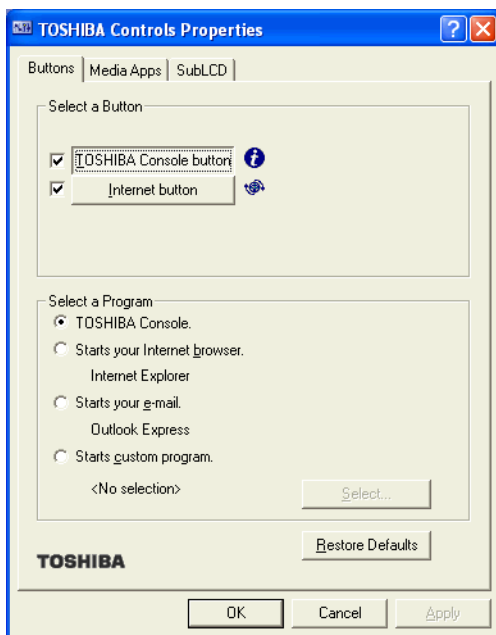 TOSHIBA Controls Properties
Buttons Media Apps SubLCD
Select a Button
TOSHIBA Console button
Internet button
Select a Program
TOSHIBA Console.
Starts your Internet browser.
Internet Explorer
Starts your e-mail.
Outlook Express
Starts custom program.
<No selection> Select...
Restore Defaults
TOSHIBA
OK Cancel Apply